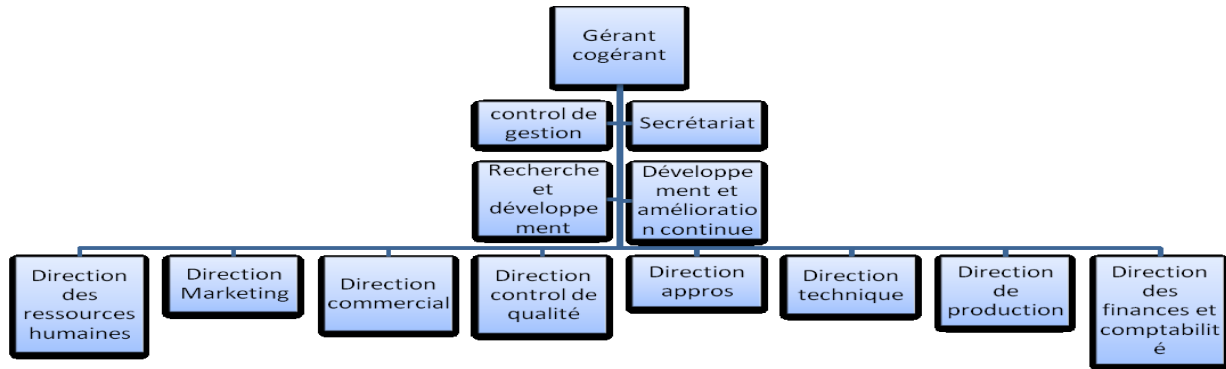 Gérant
cogérant
control de
gestion
Secrétariat
Recherche
et
développe
ment
Développe
ment et
amélioratio
n continue
Direction
des
ressources
humaines
Direction
Marketing
Direction
commercial
Direction
control de
qualité
Direction
appros
Direction
technique
Direction
de
production
Direction
des
finances et
comptabilit
é